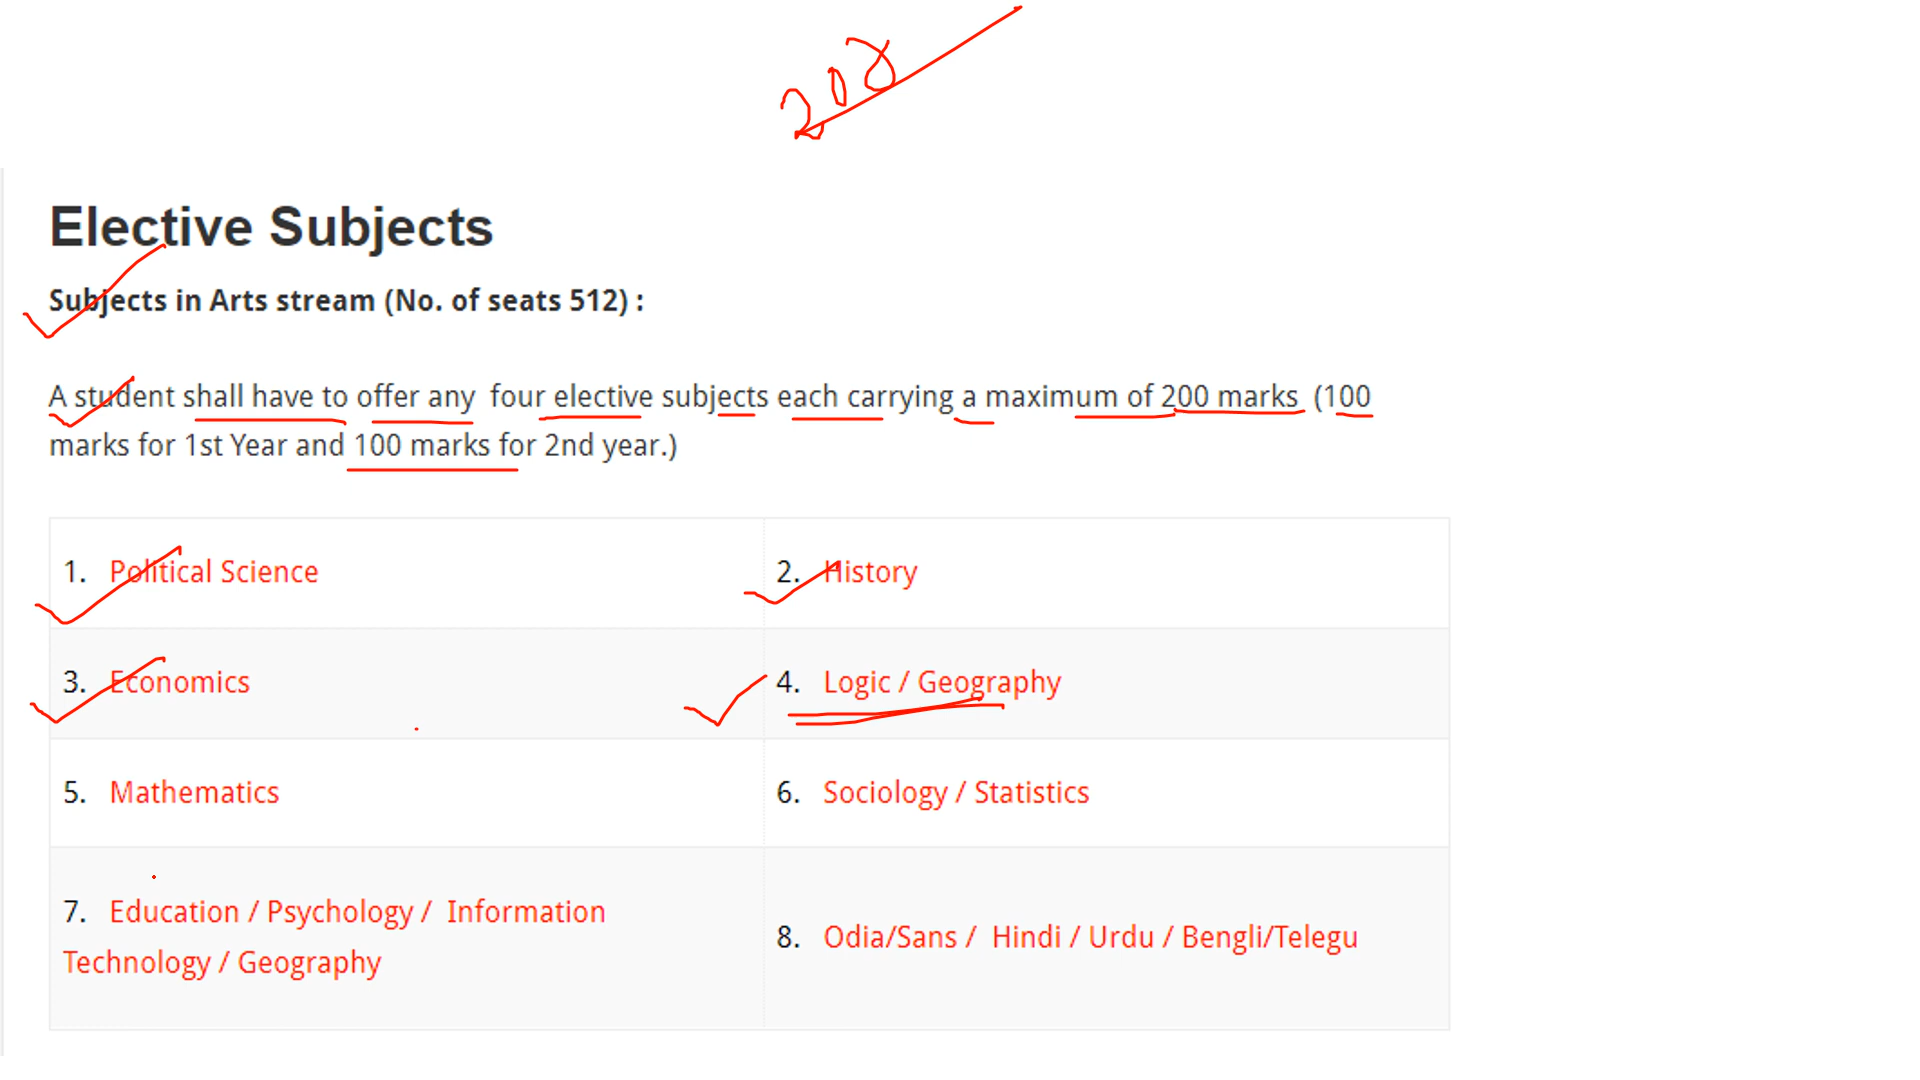 208
Elective Subjects
Subjects in Arts stream (No. of seats 512) :
A student shall have to offer any four elective subjects each carrying a maximum of 200 marks (100
marks for 1st Year and 100 marks for 2nd year.)
1. Political Science
2. History
3. Economics
4. Logic / Geography
5. Mathematics
6. Sociology / Statistics
7. Education / Psychology / Information
Technology / Geography
8. Odia/Sans / Hindi / Urdu / Bengli/Telegu